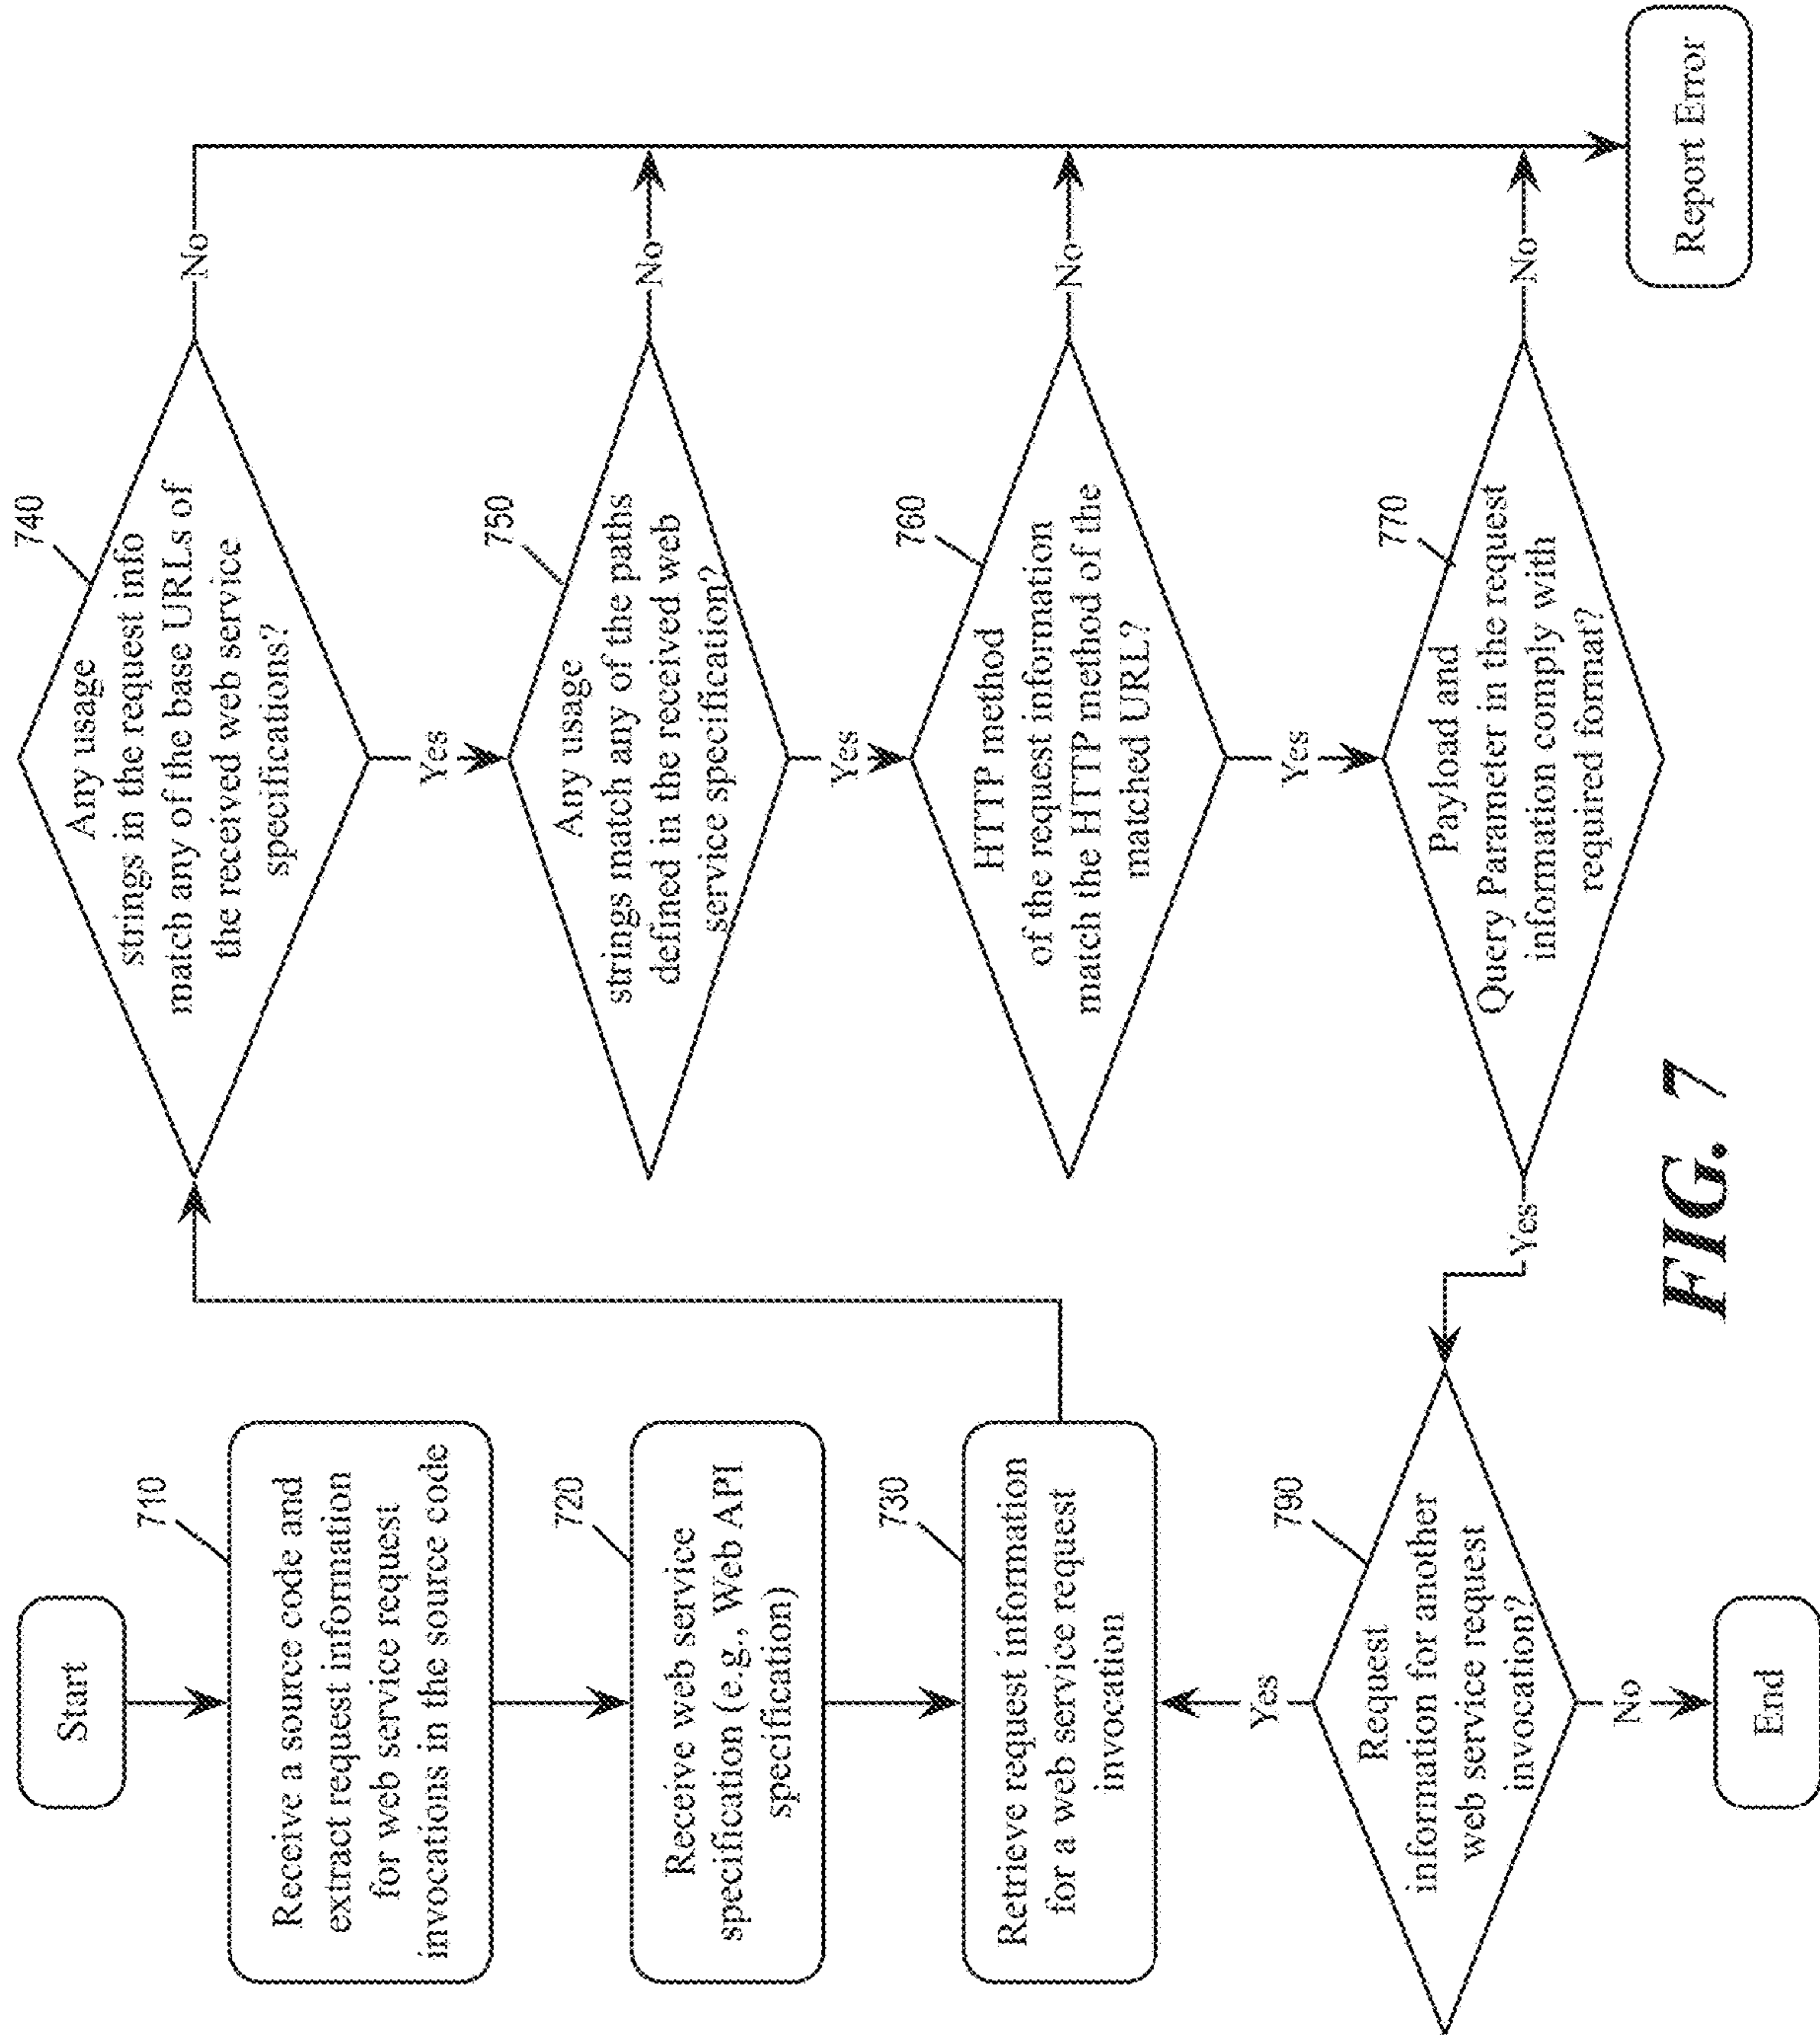 Start
710
Receive a source code and
extract request information
for web service request
invocations in the source code
720
Receive web service
specification (e.g., Web API
specification)
730
Retrieve request information
for a web service request
invocation
790
Request
information for another
web service request
invocation?
Yes
No
End
740
Any usage
strings in the request info
match any of the base URLs of
the received web service
specifications?
No
Yes
750
Any usage
strings match any of the paths
defined in the received web
service specification?
No
Yes
760
HTTP method
of the request information
match the HTTP method of the
matched URL?
No
Yes
770
Payload and
Query Parameter in the request
information comply with
required format?
No
Yes
Report Error
FIG. 7